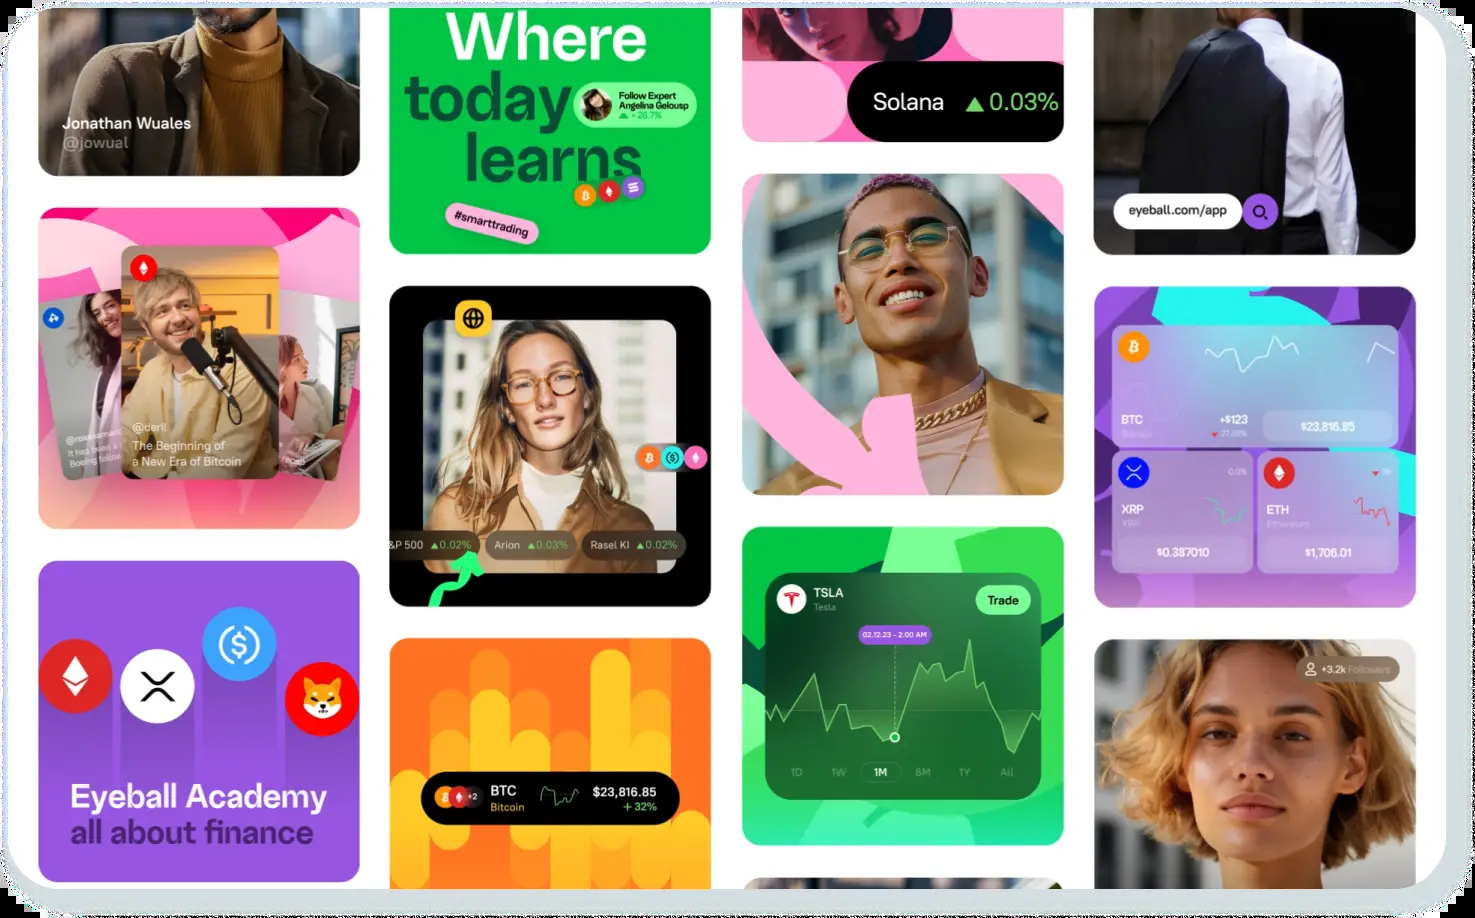 Jonathan Wuales
@jowual
@deril
The Beginning of
a New Era of Bitcoin
It has been a
Boeing follow
Eyeball Academy
all about finance
Where
today
learns
Follow Expert
Angelina Gelousp
+ 26.7%
#smarttrading
&P 500 ▲0.02%
Arion ▲0.03%
Rasel KI ▲0.02%
+2
BTC
Bitcoin
$23,816.85
+ 32%
Solana ▲0.03%
TSLA
Tesla
Trade
02.12.23 - 2.00 AM
1D 1W 1M 6M 1Y All
eyeball.com/app
BTC
Bitcoin
+$123
$23,816.85
XRP
XRP
0,0%
$0.387010
ETH
Ethereum
$1,706.01
+3.2k Followers